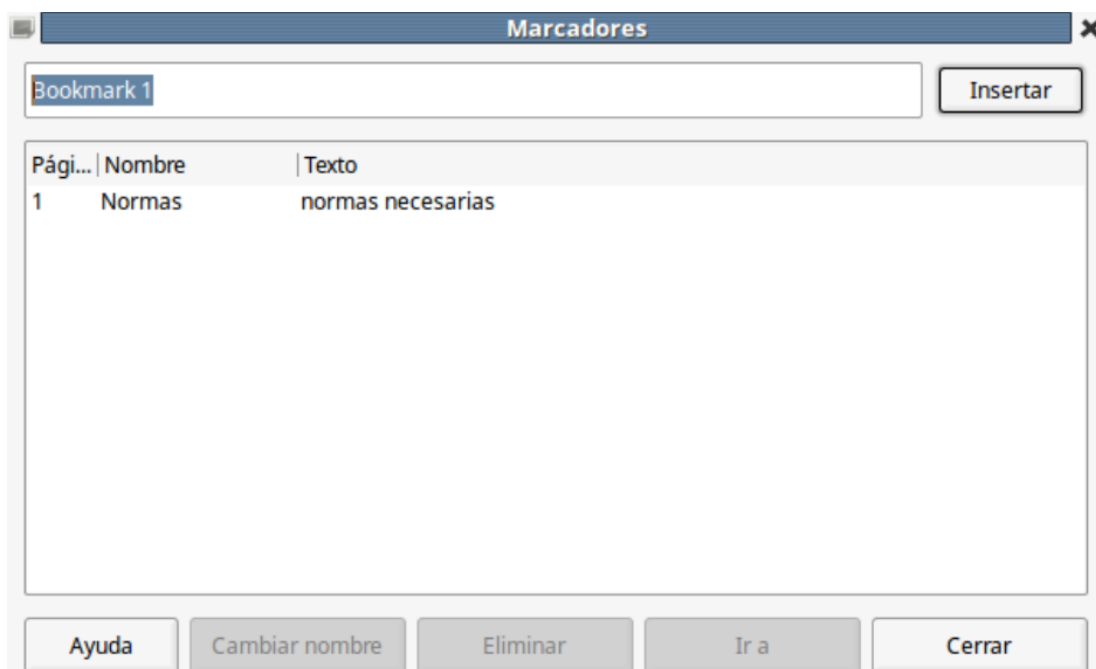 Marcadores
Bookmark 1
Insertar
Pági... Nombre Texto
1 Normas normas necesarias
Ayuda Cambiar nombre Eliminar Ir a Cerrar